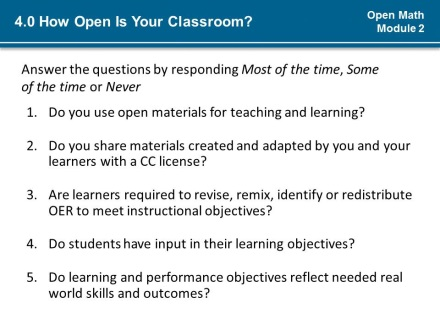 4.0 How Open Is Your Classroom?
Open Math
Module 2
Answer the questions by responding Most of the time, Some
of the time or Never
1. Do you use open materials for teaching and learning?
2. Do you share materials created and adapted by you and your
learners with a CC license?
3. Are learners required to revise, remix, identify or redistribute
OER to meet instructional objectives?
4. Do students have input in their learning objectives?
5. Do learning and performance objectives reflect needed real
world skills and outcomes?